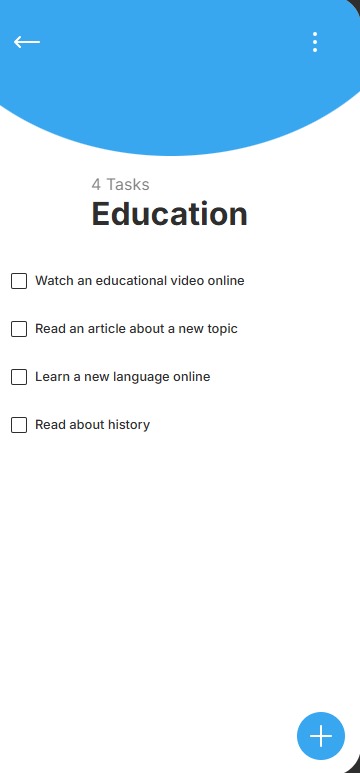 4 Tasks
Education
Watch an educational video online
Read an article about a new topic
Learn a new language online
Read about history